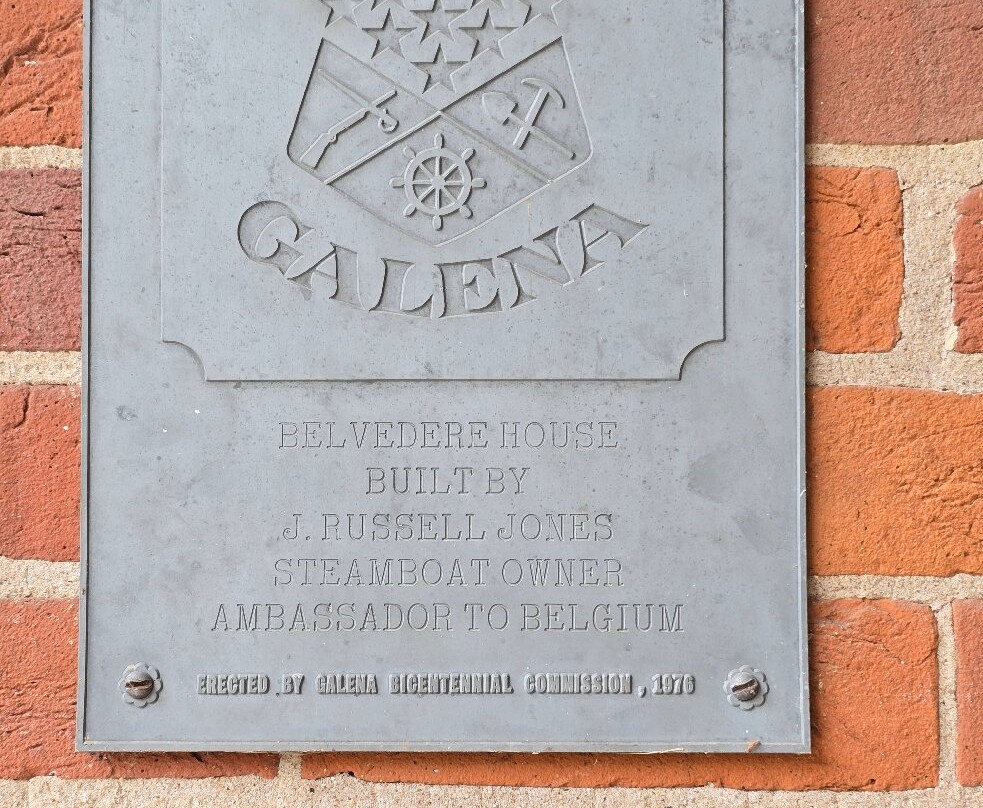 GALENA
BELVEDERE HOUSE
BUILT BY
J. RUSSELL JONES
STEAMBOAT OWNER
AMBASSADOR TO BELGIUM
ERECTED BY GALENA BICENTENNIAL COMMISSION, 1976